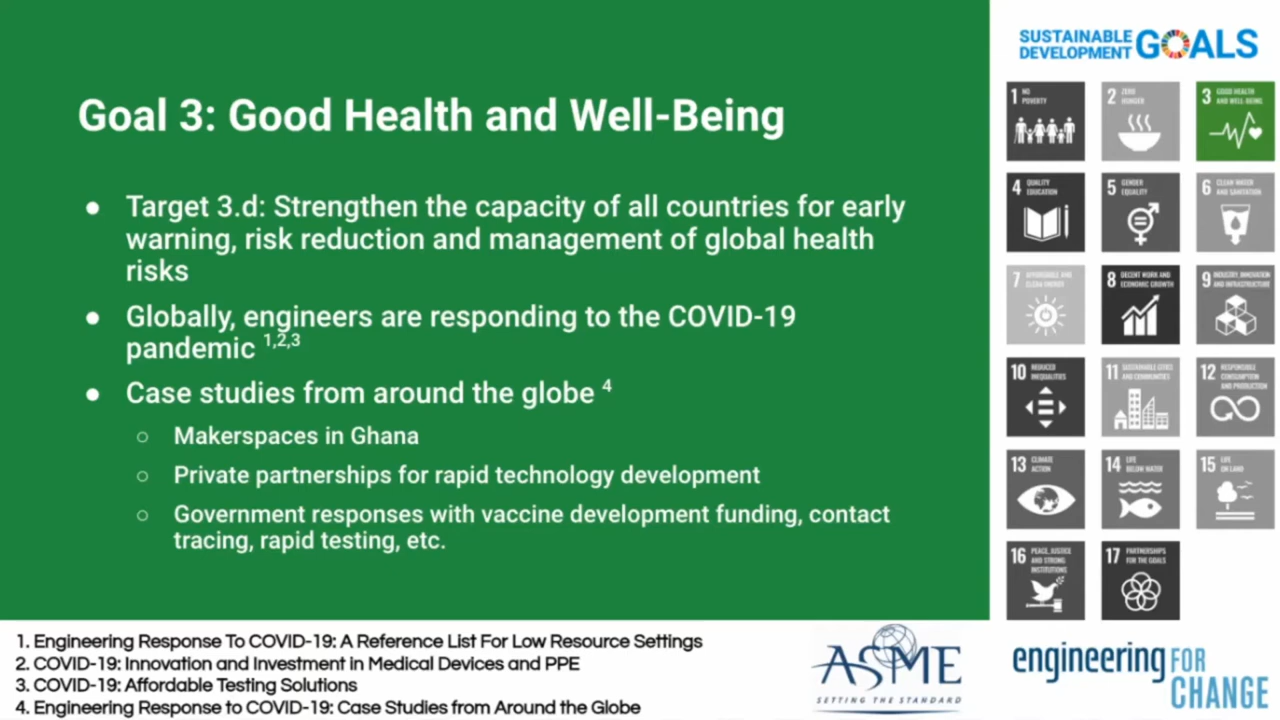 SUSTAINABLE
DEVELOPMENT GOALS
Goal 3: Good Health and Well-Being
● Target 3.d: Strengthen the capacity of all countries for early
warning, risk reduction and management of global health
risks
● Globally, engineers are responding to the COVID-19
pandemic 1,2,3
● Case studies from around the globe 4
○ Makerspaces in Ghana
○ Private partnerships for rapid technology development
○ Government responses with vaccine development funding, contact
tracing, rapid testing, etc.
1 NO
POVERTY
2 ZERO
HUNGER
3 GOOD HEALTH
AND WELL-BEING
4 QUALITY
EDUCATION
5 GENDER
EQUALITY
6 CLEAN WATER
AND SANITATION
7 AFFORDABLE AND
CLEAN ENERGY
8 DECENT WORK AND
ECONOMIC GROWTH
9 INDUSTRY, INNOVATION
AND INFRASTRUCTURE
10 REDUCED
INEQUALITIES
11 SUSTAINABLE CITIES
AND COMMUNITIES
12 RESPONSIBLE
CONSUMPTION
AND PRODUCTION
13 CLIMATE
ACTION
14 LIFE
BELOW WATER
15 LIFE
ON LAND
16 PEACE, JUSTICE
AND STRONG
INSTITUTIONS
17 PARTNERSHIPS
FOR THE GOALS
1. Engineering Response To COVID-19: A Reference List For Low Resource Settings
2. COVID-19: Innovation and Investment in Medical Devices and PPE
3. COVID-19: Affordable Testing Solutions
4. Engineering Response to COVID-19: Case Studies from Around the Globe
ASME
SETTING THE STANDARD
engineering FOR
CHANGE